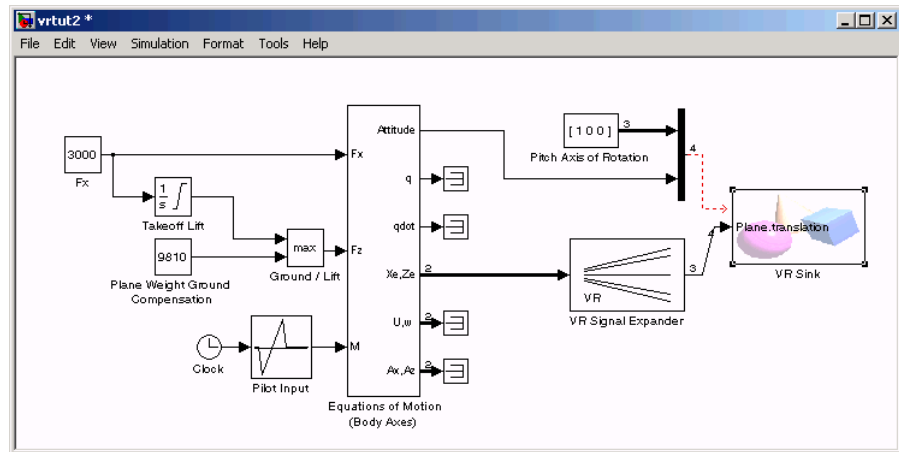 vrtut2 *
File Edit View Simulation Format Tools Help
3000
Fx
1
s
Takeoff Lift
9810
Plane Weight Ground
Compensation
max
Ground / Lift
Clock
Pilot Input
Fx
Fz
M
Attitude
q
qdot
Xe,Ze
U,w
Ax,Az
2
2
2
Equations of Motion
(Body Axes)
[ 1 0 0 ]
3
Pitch Axis of Rotation
4
VR
VR Signal Expander
3
4
Plane.translation
VR Sink